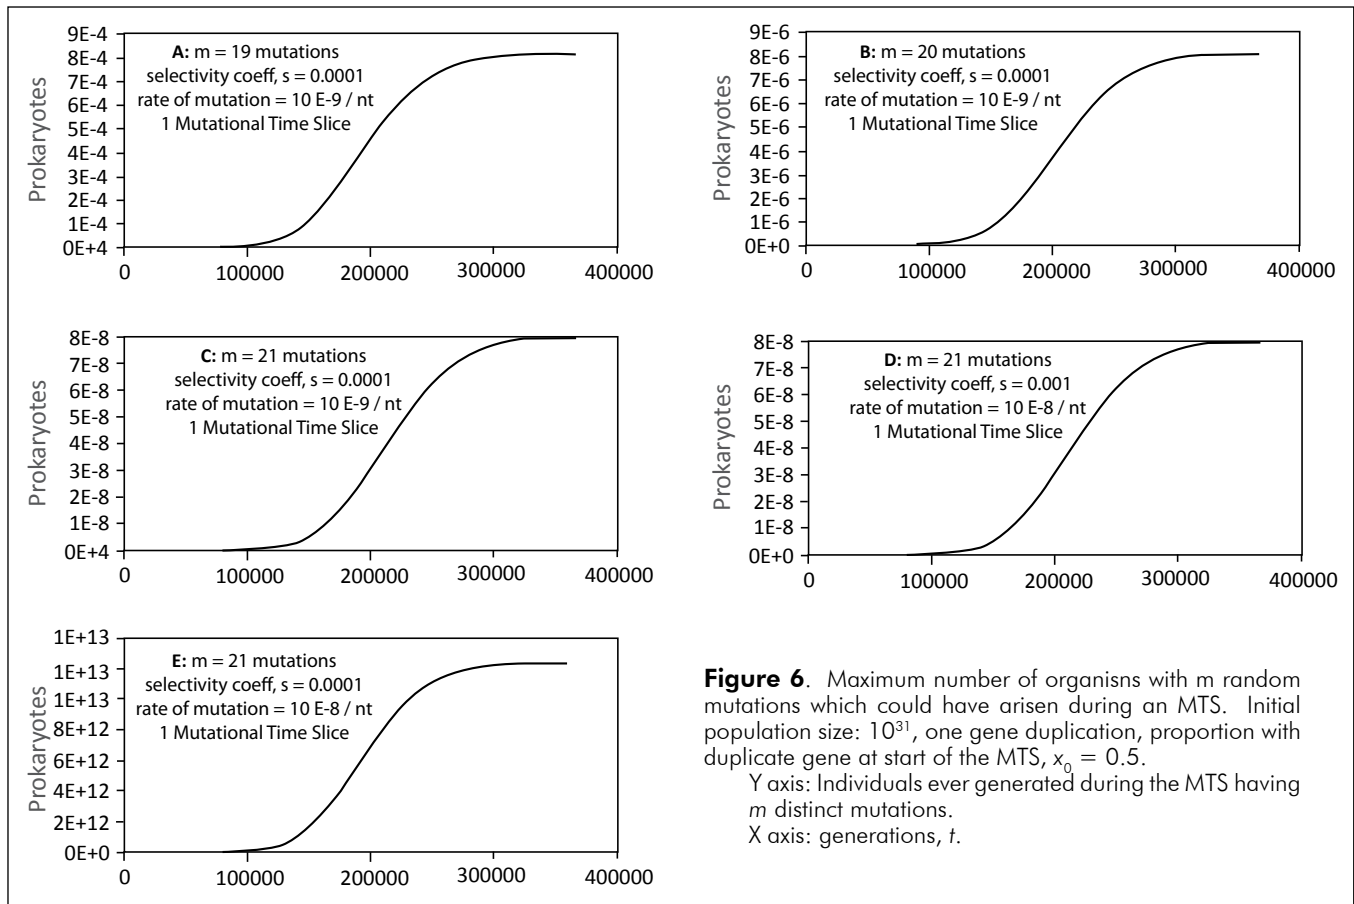 9E-4
8E-4
7E-4
6E-4
5E-4
4E-4
3E-4
2E-4
1E-4
0E+4
Prokaryotes
A: m = 19 mutations
selectivity coeff, s = 0.0001
rate of mutation = 10 E-9 / nt
1 Mutational Time Slice
0 100000 200000 300000 400000
9E-6
8E-6
7E-6
6E-6
5E-6
4E-6
3E-6
2E-6
1E-6
0E+0
Prokaryotes
B: m = 20 mutations
selectivity coeff, s = 0.0001
rate of mutation = 10 E-9 / nt
1 Mutational Time Slice
0 100000 200000 300000 400000
8E-8
7E-8
6E-8
5E-8
4E-8
3E-8
2E-8
1E-8
0E+4
Prokaryotes
C: m = 21 mutations
selectivity coeff, s = 0.0001
rate of mutation = 10 E-9 / nt
1 Mutational Time Slice
0 100000 200000 300000 400000
8E-8
7E-8
6E-8
5E-8
4E-8
3E-8
2E-8
1E-8
0E+0
Prokaryotes
D: m = 21 mutations
selectivity coeff, s = 0.001
rate of mutation = 10 E-8 / nt
1 Mutational Time Slice
0 100000 200000 300000 400000
1E+13
1E+13
1E+13
8E+12
6E+12
4E+12
2E+12
0E+0
Prokaryotes
E: m = 21 mutations
selectivity coeff, s = 0.0001
rate of mutation = 10 E-8 / nt
1 Mutational Time Slice
0 100000 200000 300000 400000
Figure 6. Maximum number of organisns with m random
mutations which could have arisen during an MTS. Initial
population size: 10³¹, one gene duplication, proportion with
duplicate gene at start of the MTS, x₀ = 0.5.
Y axis: Individuals ever generated during the MTS having
m distinct mutations.
X axis: generations, t.